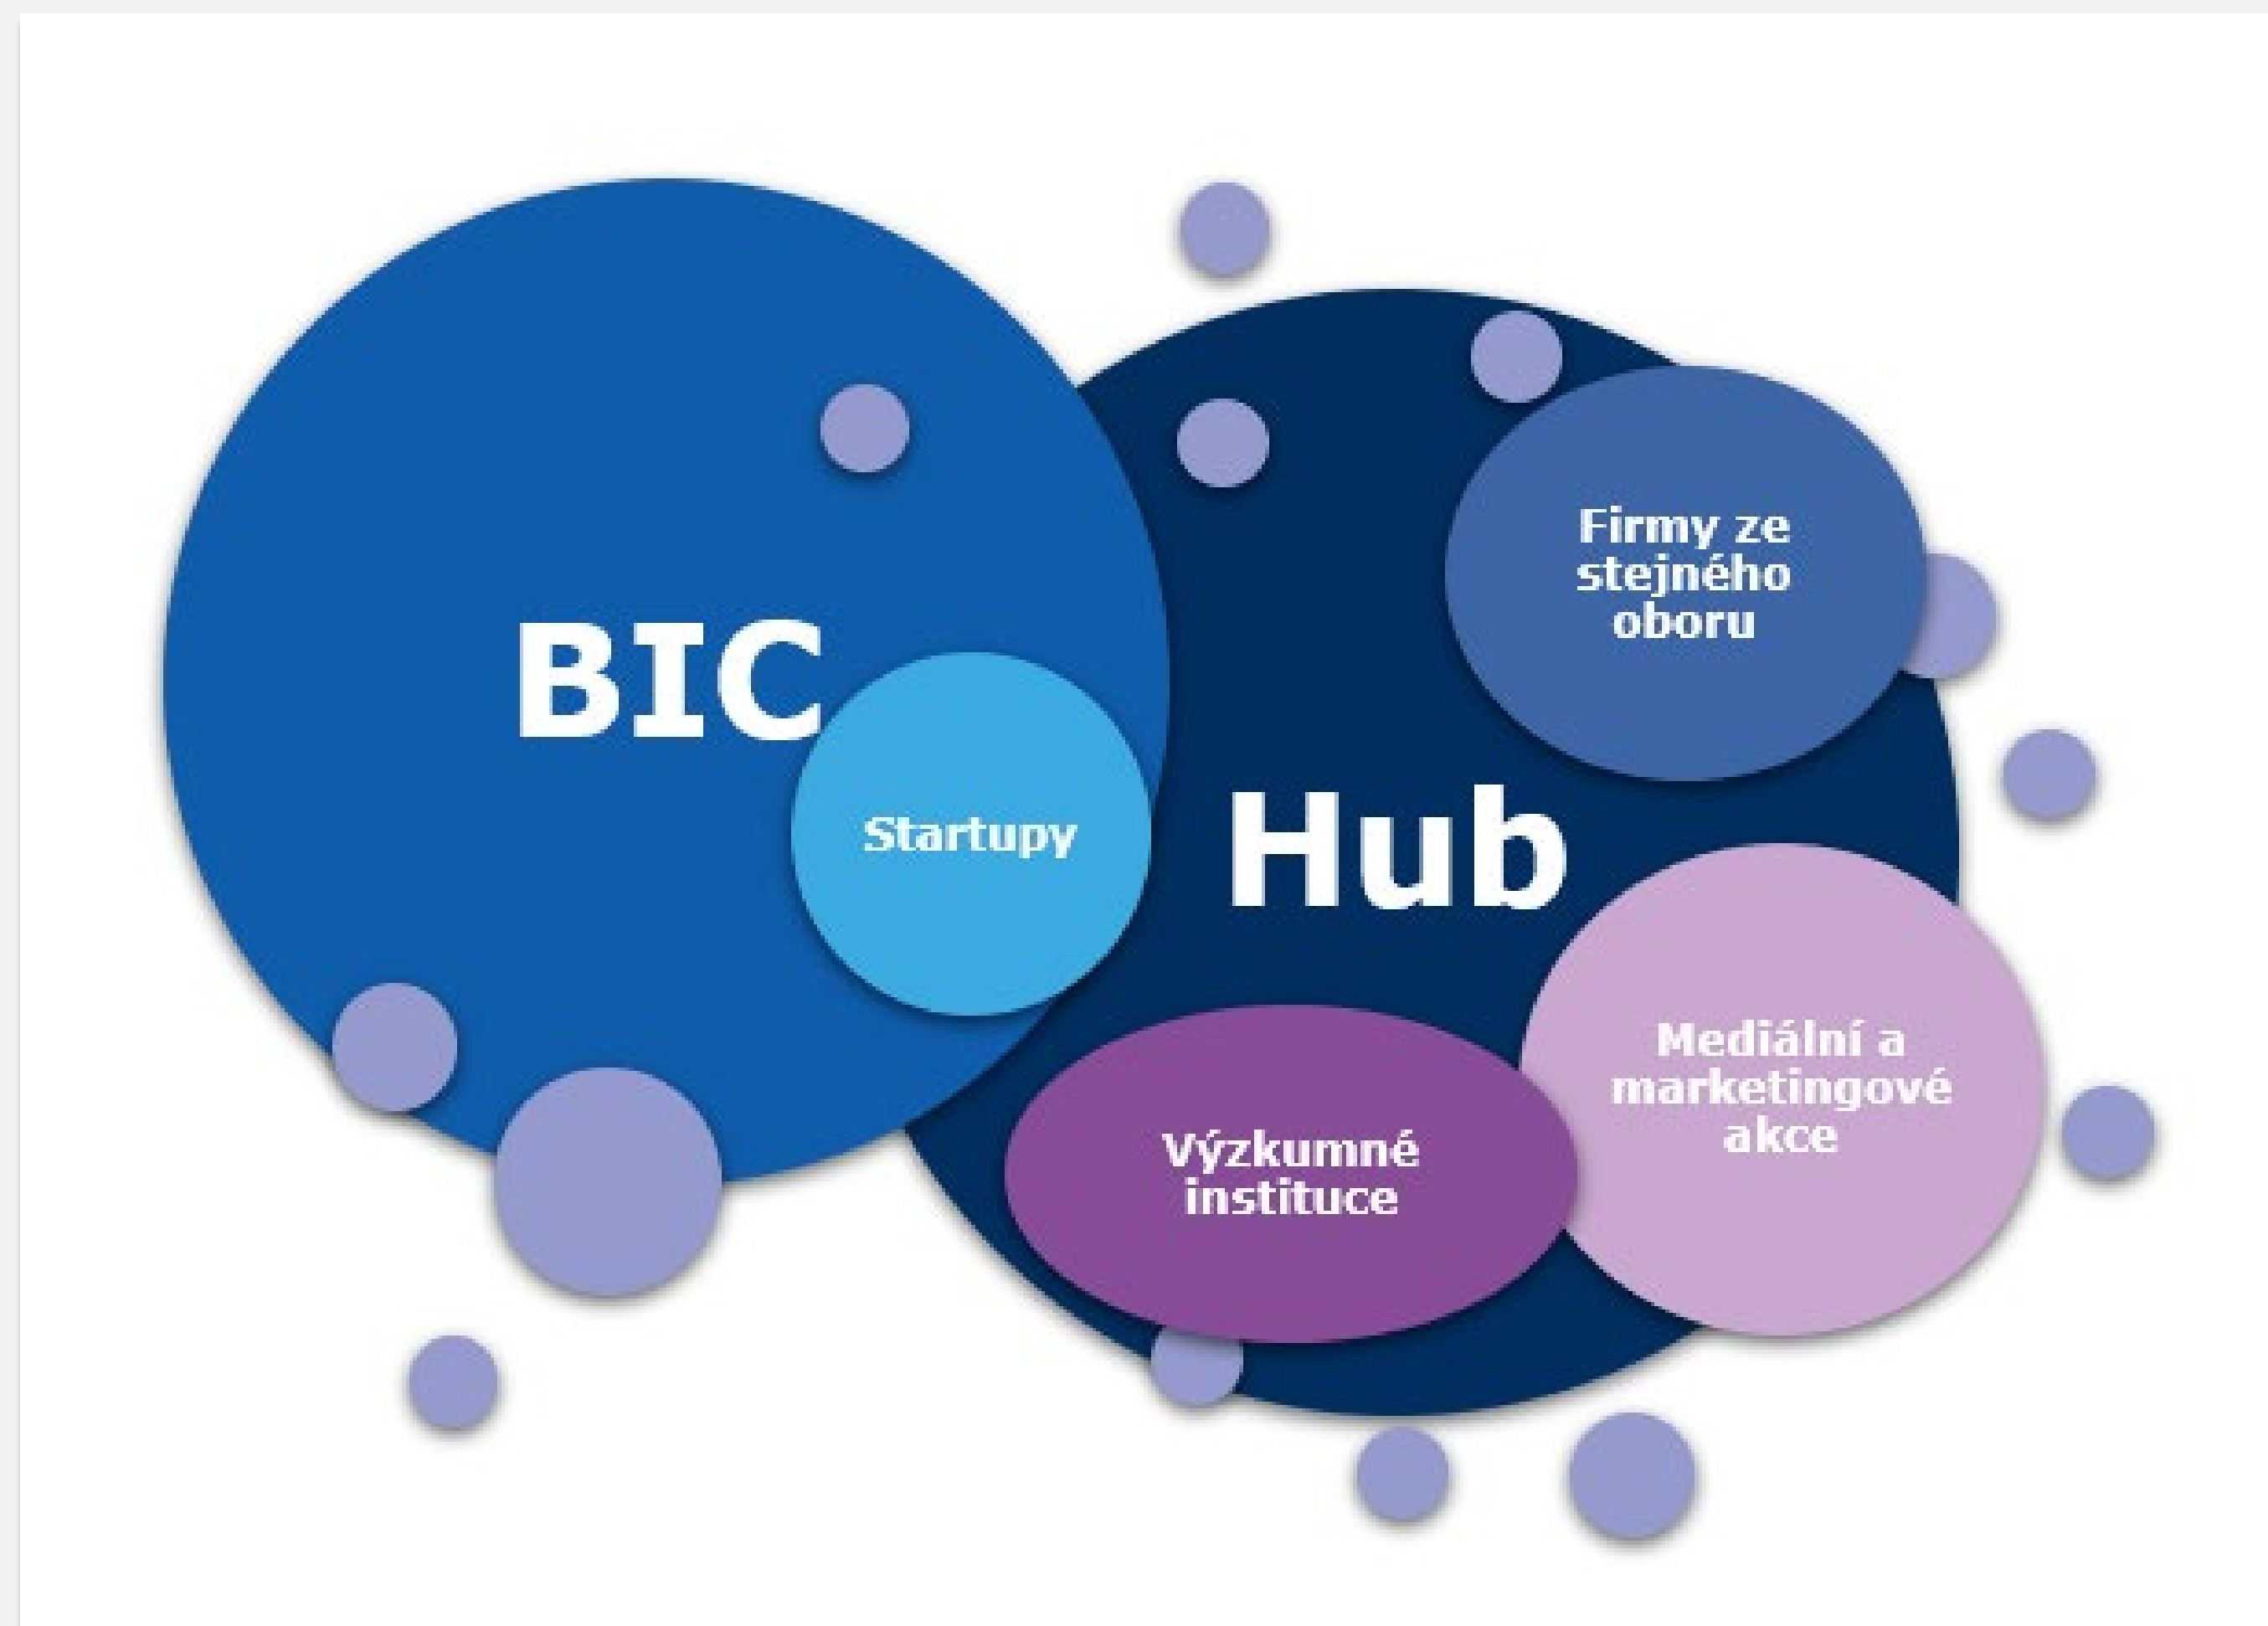 BIC
Startupy
Hub
Firmy ze
stejného
oboru
Mediální a
marketingové
akce
Výzkumné
instituce